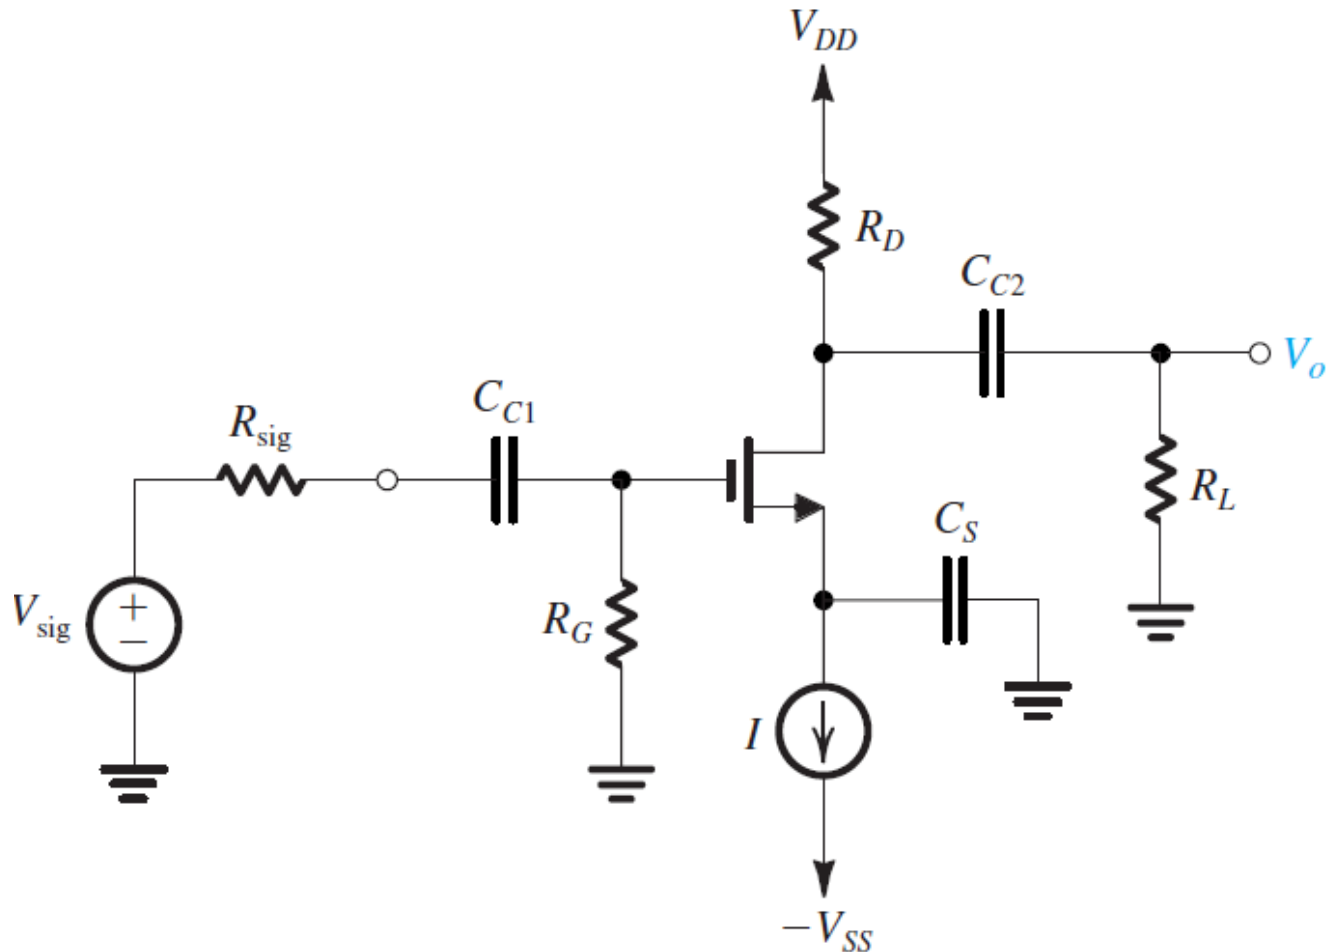 V_DD
R_D
C_C2
V_o
C_C1
R_sig
R_L
C_S
V_sig
+
−
R_G
I
−V_SS